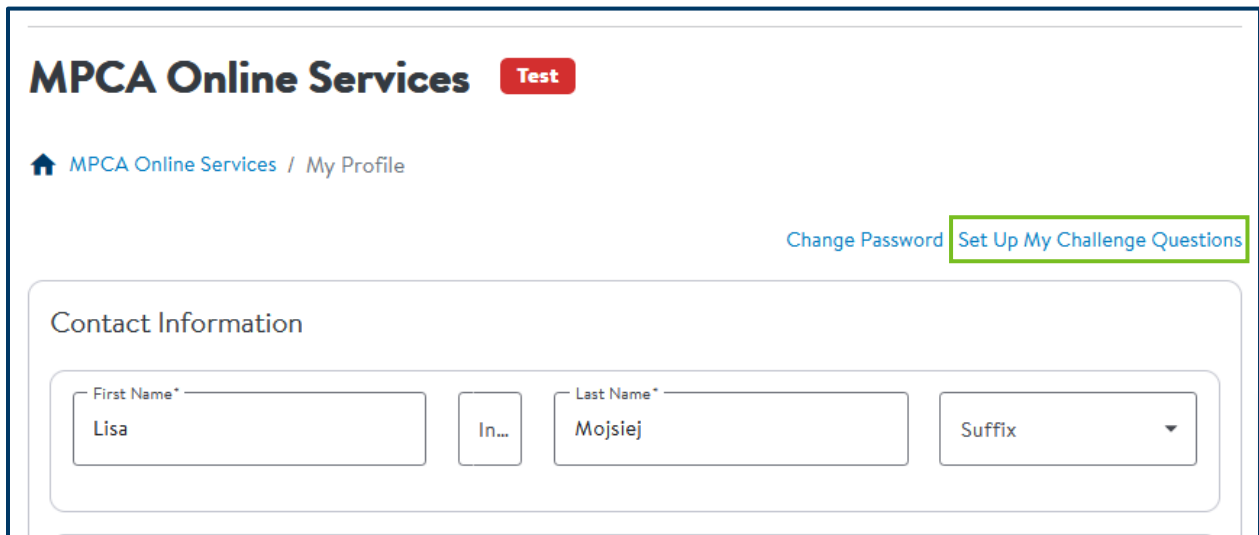 MPCA Online Services Test
MPCA Online Services / My Profile
Change Password Set Up My Challenge Questions
Contact Information
First Name* Last Name*
Lisa In... Mojsiej Suffix